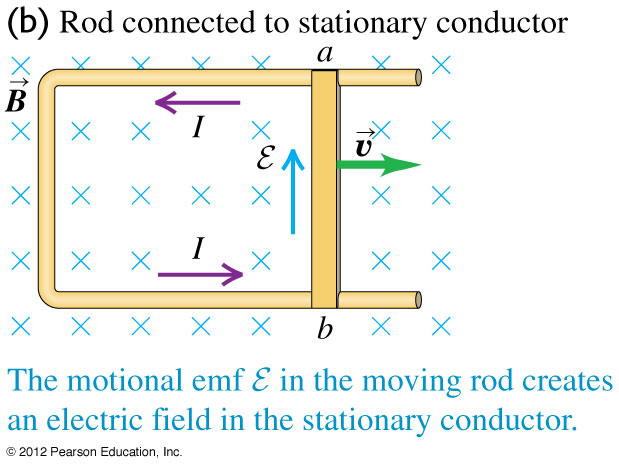 (b) Rod connected to stationary conductor
a
B
I
ℰ
v
I
b
The motional emf ℰ in the moving rod creates
an electric field in the stationary conductor.
© 2012 Pearson Education, Inc.